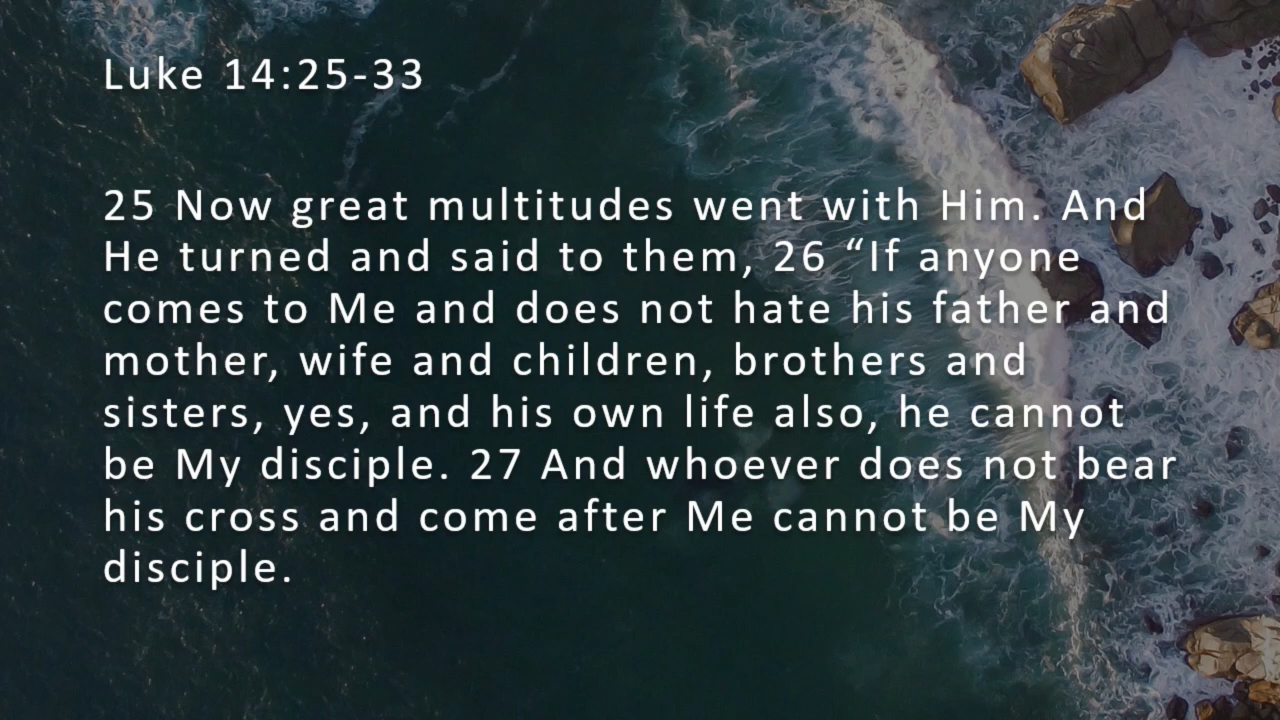 Luke 14:25-33
25 Now great multitudes went with Him. And
He turned and said to them, 26 “If anyone
comes to Me and does not hate his father and
mother, wife and children, brothers and
sisters, yes, and his own life also, he cannot
be My disciple. 27 And whoever does not bear
his cross and come after Me cannot be My
disciple.